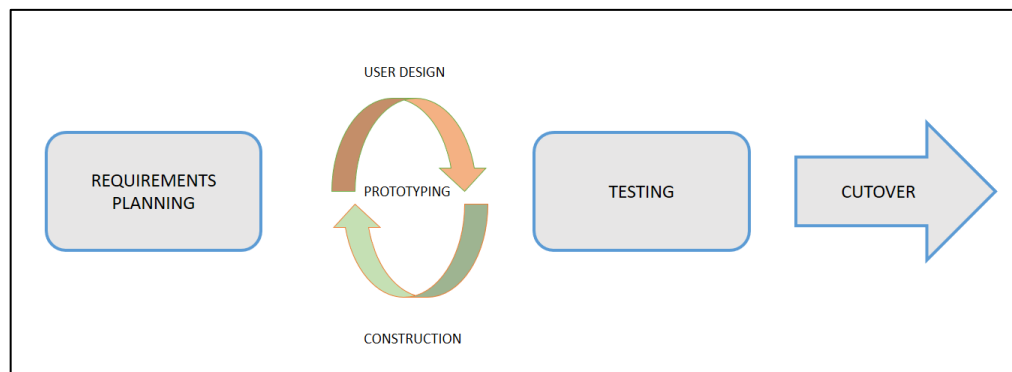 REQUIREMENTS
PLANNING
USER DESIGN
PROTOTYPING
CONSTRUCTION
TESTING
CUTOVER